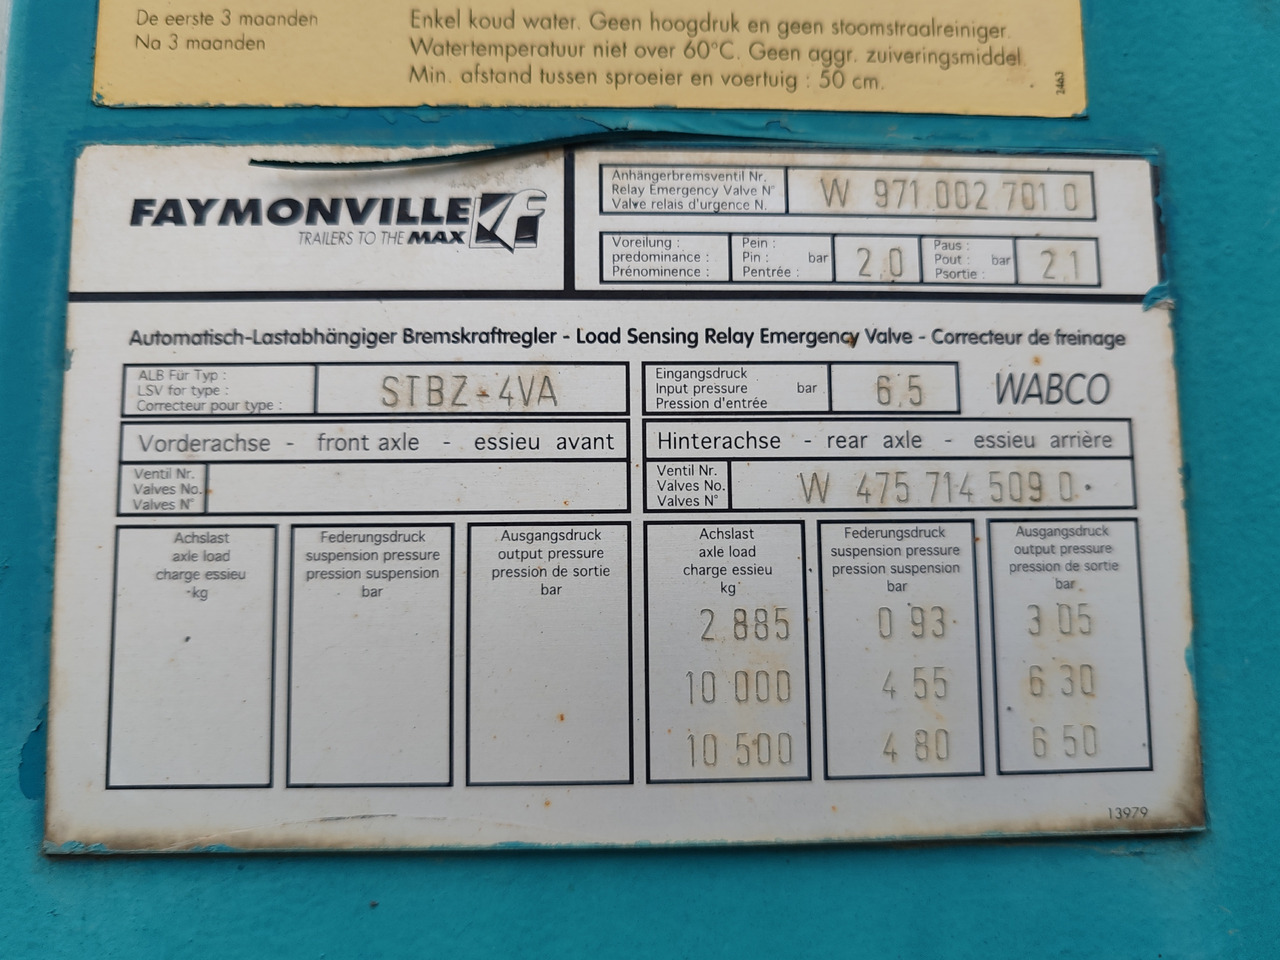 De eerste 3 maanden
Na 3 maanden
Enkel koud water. Geen hoogdruk en geen stoomstraalreiniger.
Watertemperatuur niet over 60°C. Geen aggr. zuiveringsmiddel
Min. afstand tussen sproeier en voertuig : 50 cm.
2463
FAYMONVILLE
TRAILERS TO THE MAX
Anhängerbremsventil Nr.
Relay Emergency Valve N°
Valve relais d'urgence N.
W 971 002 701 0
Voreilung :
predominance :
Prénominence :
Pein :
Pin : bar
Pentrée :
2,0
Paus :
Pout : bar
Psortie :
2,1
Automatisch-Lastabhängiger Bremskraftregler - Load Sensing Relay Emergency Valve - Correcteur de freinage
ALB Für Typ :
LSV for type :
Correcteur pour type :
STBZ-4VA
Eingangsdruck
Input pressure bar
Pression d'entrée
6,5
WABCO
Vorderachse - front axle - essieu avant
Hinterachse - rear axle - essieu arrière
Ventil Nr.
Valves No.
Valves N°
Ventil Nr.
Valves No.
Valves N°
W 475 714 509 0
Achslast
axle load
charge essieu
kg
Federungsdruck
suspension pressure
pression suspension
bar
Ausgangsdruck
output pressure
pression de sortie
bar
Achslast
axle load
charge essieu
kg
2 885
10 000
10 500
Federungsdruck
suspension pressure
pression suspension
bar
0 93
4 55
4 80
Ausgangsdruck
output pressure
pression de sortie
bar
3 05
6 30
6 50
13979